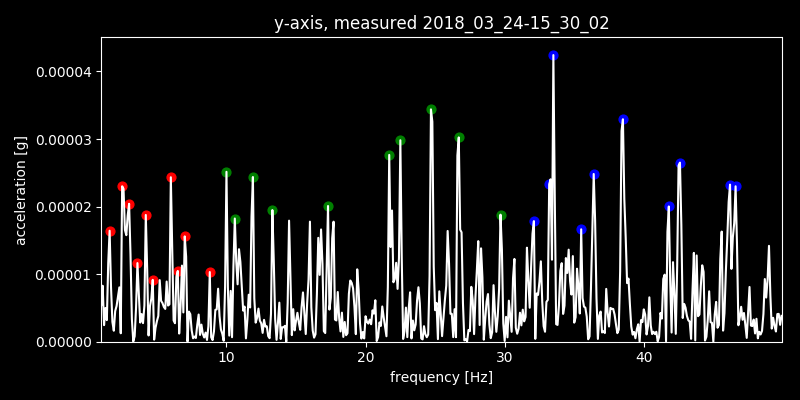 y-axis, measured 2018_03_24-15_30_02
acceleration [g]
0.00004
0.00003
0.00002
0.00001
0.00000
10 20 30 40
frequency [Hz]